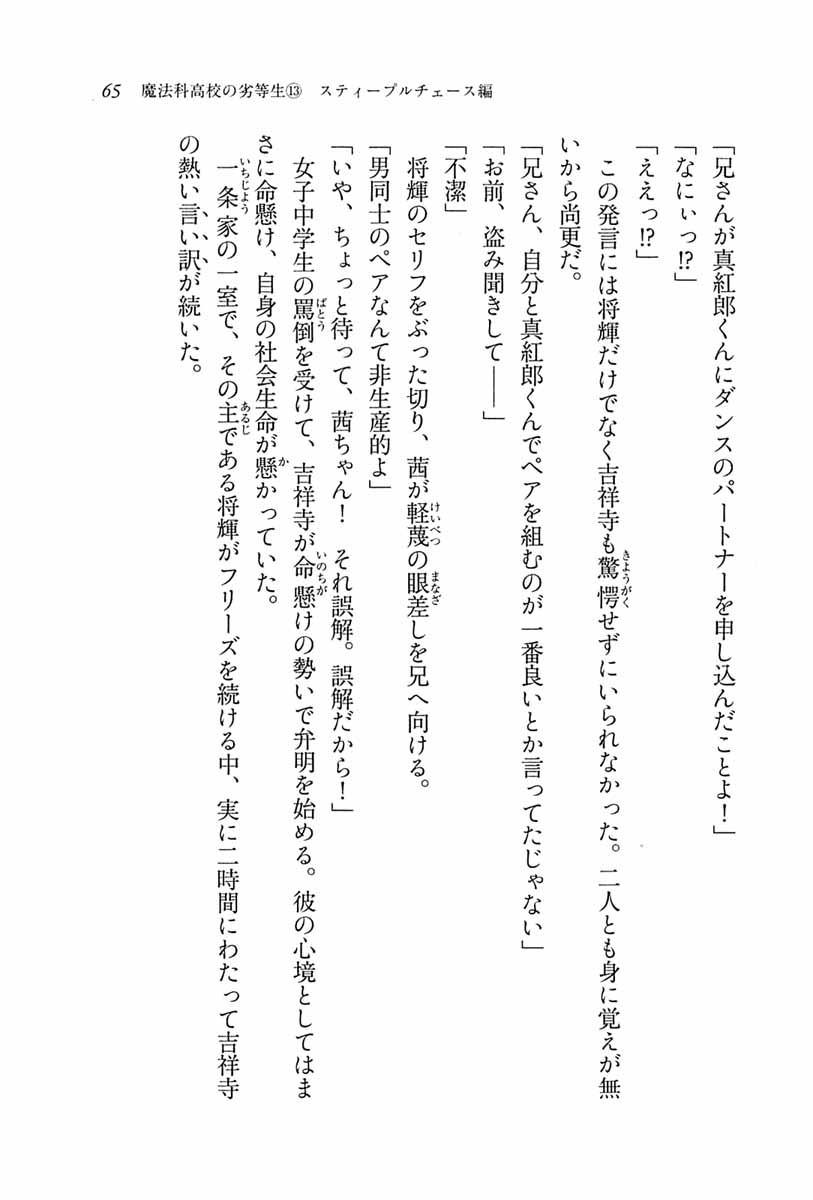 65　魔法科高校の劣等生⑬　スティープルチェース編
「兄さんが真紅郎くんにダンスのパートナーを申し込んだことよ！」
「なにぃっ!?」
「ええっ!?」
　この発言には将輝だけでなく吉祥寺も驚愕せずにいられなかった。二人とも身に覚えが無
いから尚更だ。
「兄さん、自分と真紅郎くんでペアを組むのが一番良いとか言ってたじゃない」
「お前、盗み聞きして――」
「不潔」
　将輝のセリフをぶった切り、茜が軽蔑の眼差しを兄へ向ける。
「男同士のペアなんて非生産的よ」
「いや、ちょっと待って、茜ちゃん！　それ誤解。誤解だから！」
　女子中学生の罵倒を受けて、吉祥寺が命懸けの勢いで弁明を始める。彼の心境としてはま
さに命懸け、自身の社会生命が懸かっていた。
　一条家の一室で、その主である将輝がフリーズを続ける中、実に二時間にわたって吉祥寺
の熱い言い訳が続いた。